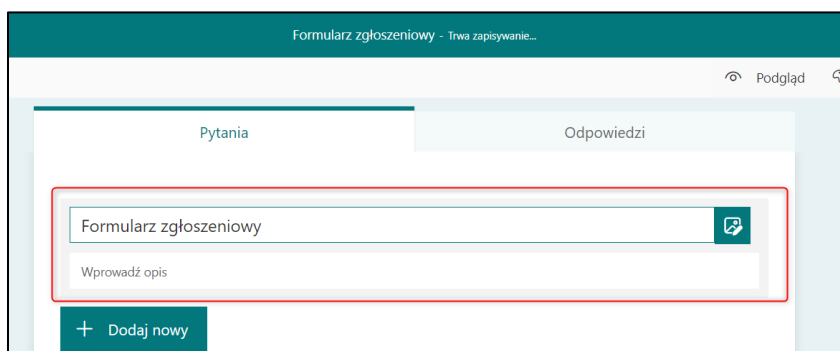 Formularz zgłoszeniowy - Trwa zapisywanie...
Podgląd
Pytania
Odpowiedzi
Formularz zgłoszeniowy
Wprowadź opis
+ Dodaj nowy